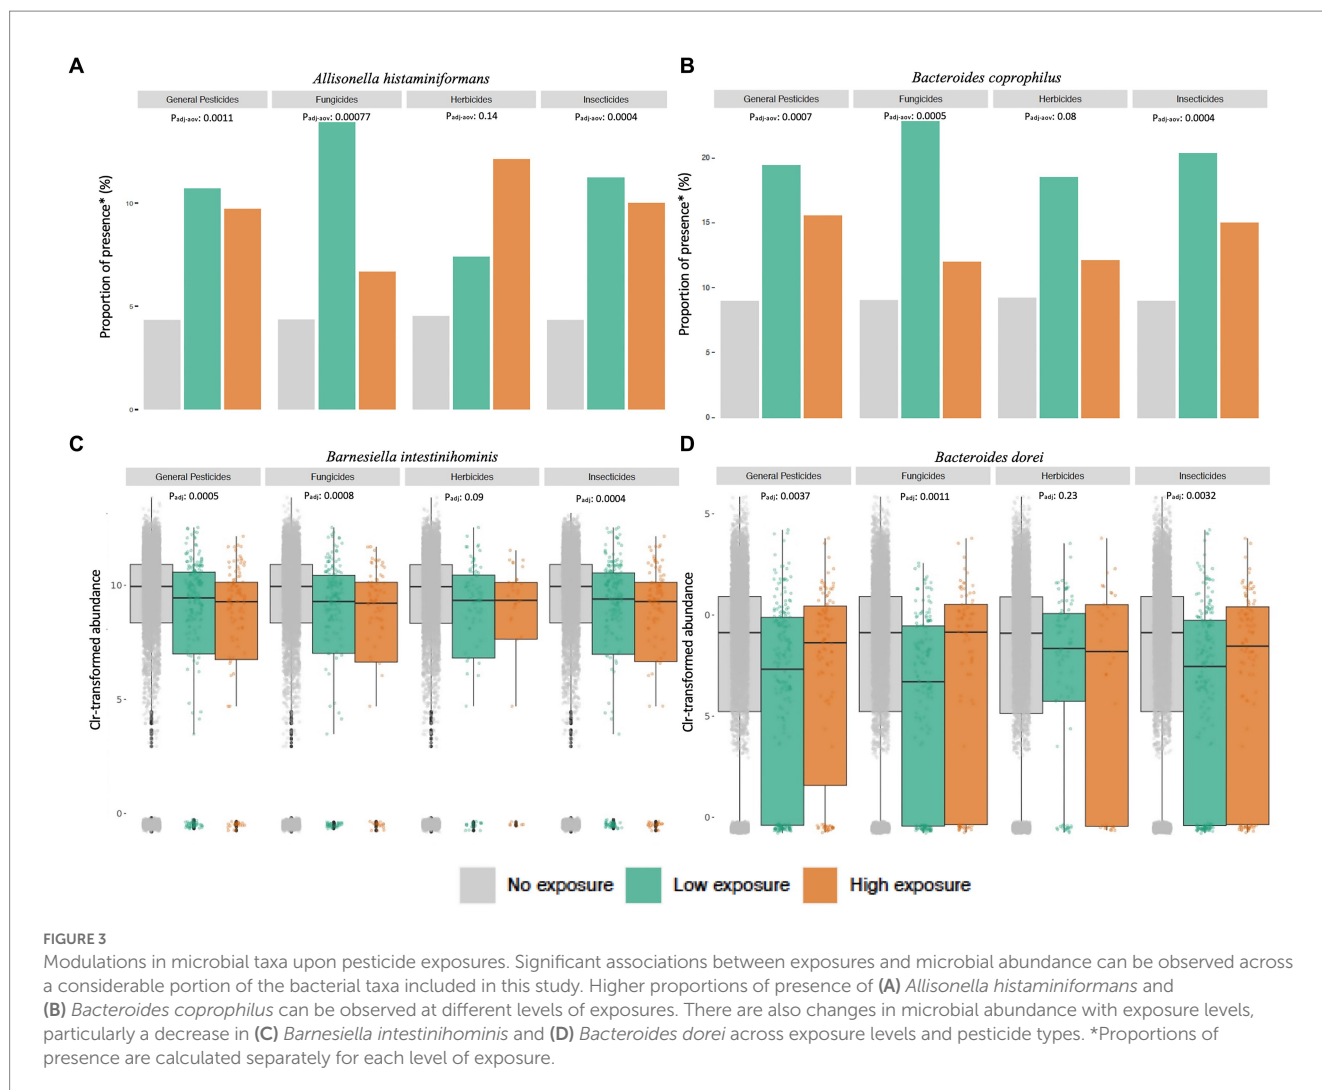 A
Allisonella histaminiformans
General Pesticides
Fungicides
Herbicides
Insecticides
Padj-aov: 0.0011
Padj-aov: 0.00077
Padj-aov: 0.14
Padj-aov: 0.0004
Proportion of presence* (%)
10
5
0
B
Bacteroides coprophilus
General Pesticides
Fungicides
Herbicides
Insecticides
Padj-aov: 0.0007
Padj-aov: 0.0005
Padj-aov: 0.08
Padj-aov: 0.0004
Proportion of presence* (%)
20
15
10
5
0
C
Barnesiella intestinihominis
General Pesticides
Fungicides
Herbicides
Insecticides
Padj: 0.0005
Padj: 0.0008
Padj: 0.09
Padj: 0.0004
Clr-transformed abundance
10
5
0
D
Bacteroides dorei
General Pesticides
Fungicides
Herbicides
Insecticides
Padj: 0.0037
Padj: 0.0011
Padj: 0.23
Padj: 0.0032
Clr-transformed abundance
5
0
5
0
No exposure
Low exposure
High exposure
FIGURE 3
Modulations in microbial taxa upon pesticide exposures. Significant associations between exposures and microbial abundance can be observed across
a considerable portion of the bacterial taxa included in this study. Higher proportions of presence of (A) Allisonella histaminiformans and
(B) Bacteroides coprophilus can be observed at different levels of exposures. There are also changes in microbial abundance with exposure levels,
particularly a decrease in (C) Barnesiella intestinihominis and (D) Bacteroides dorei across exposure levels and pesticide types. *Proportions of
presence are calculated separately for each level of exposure.